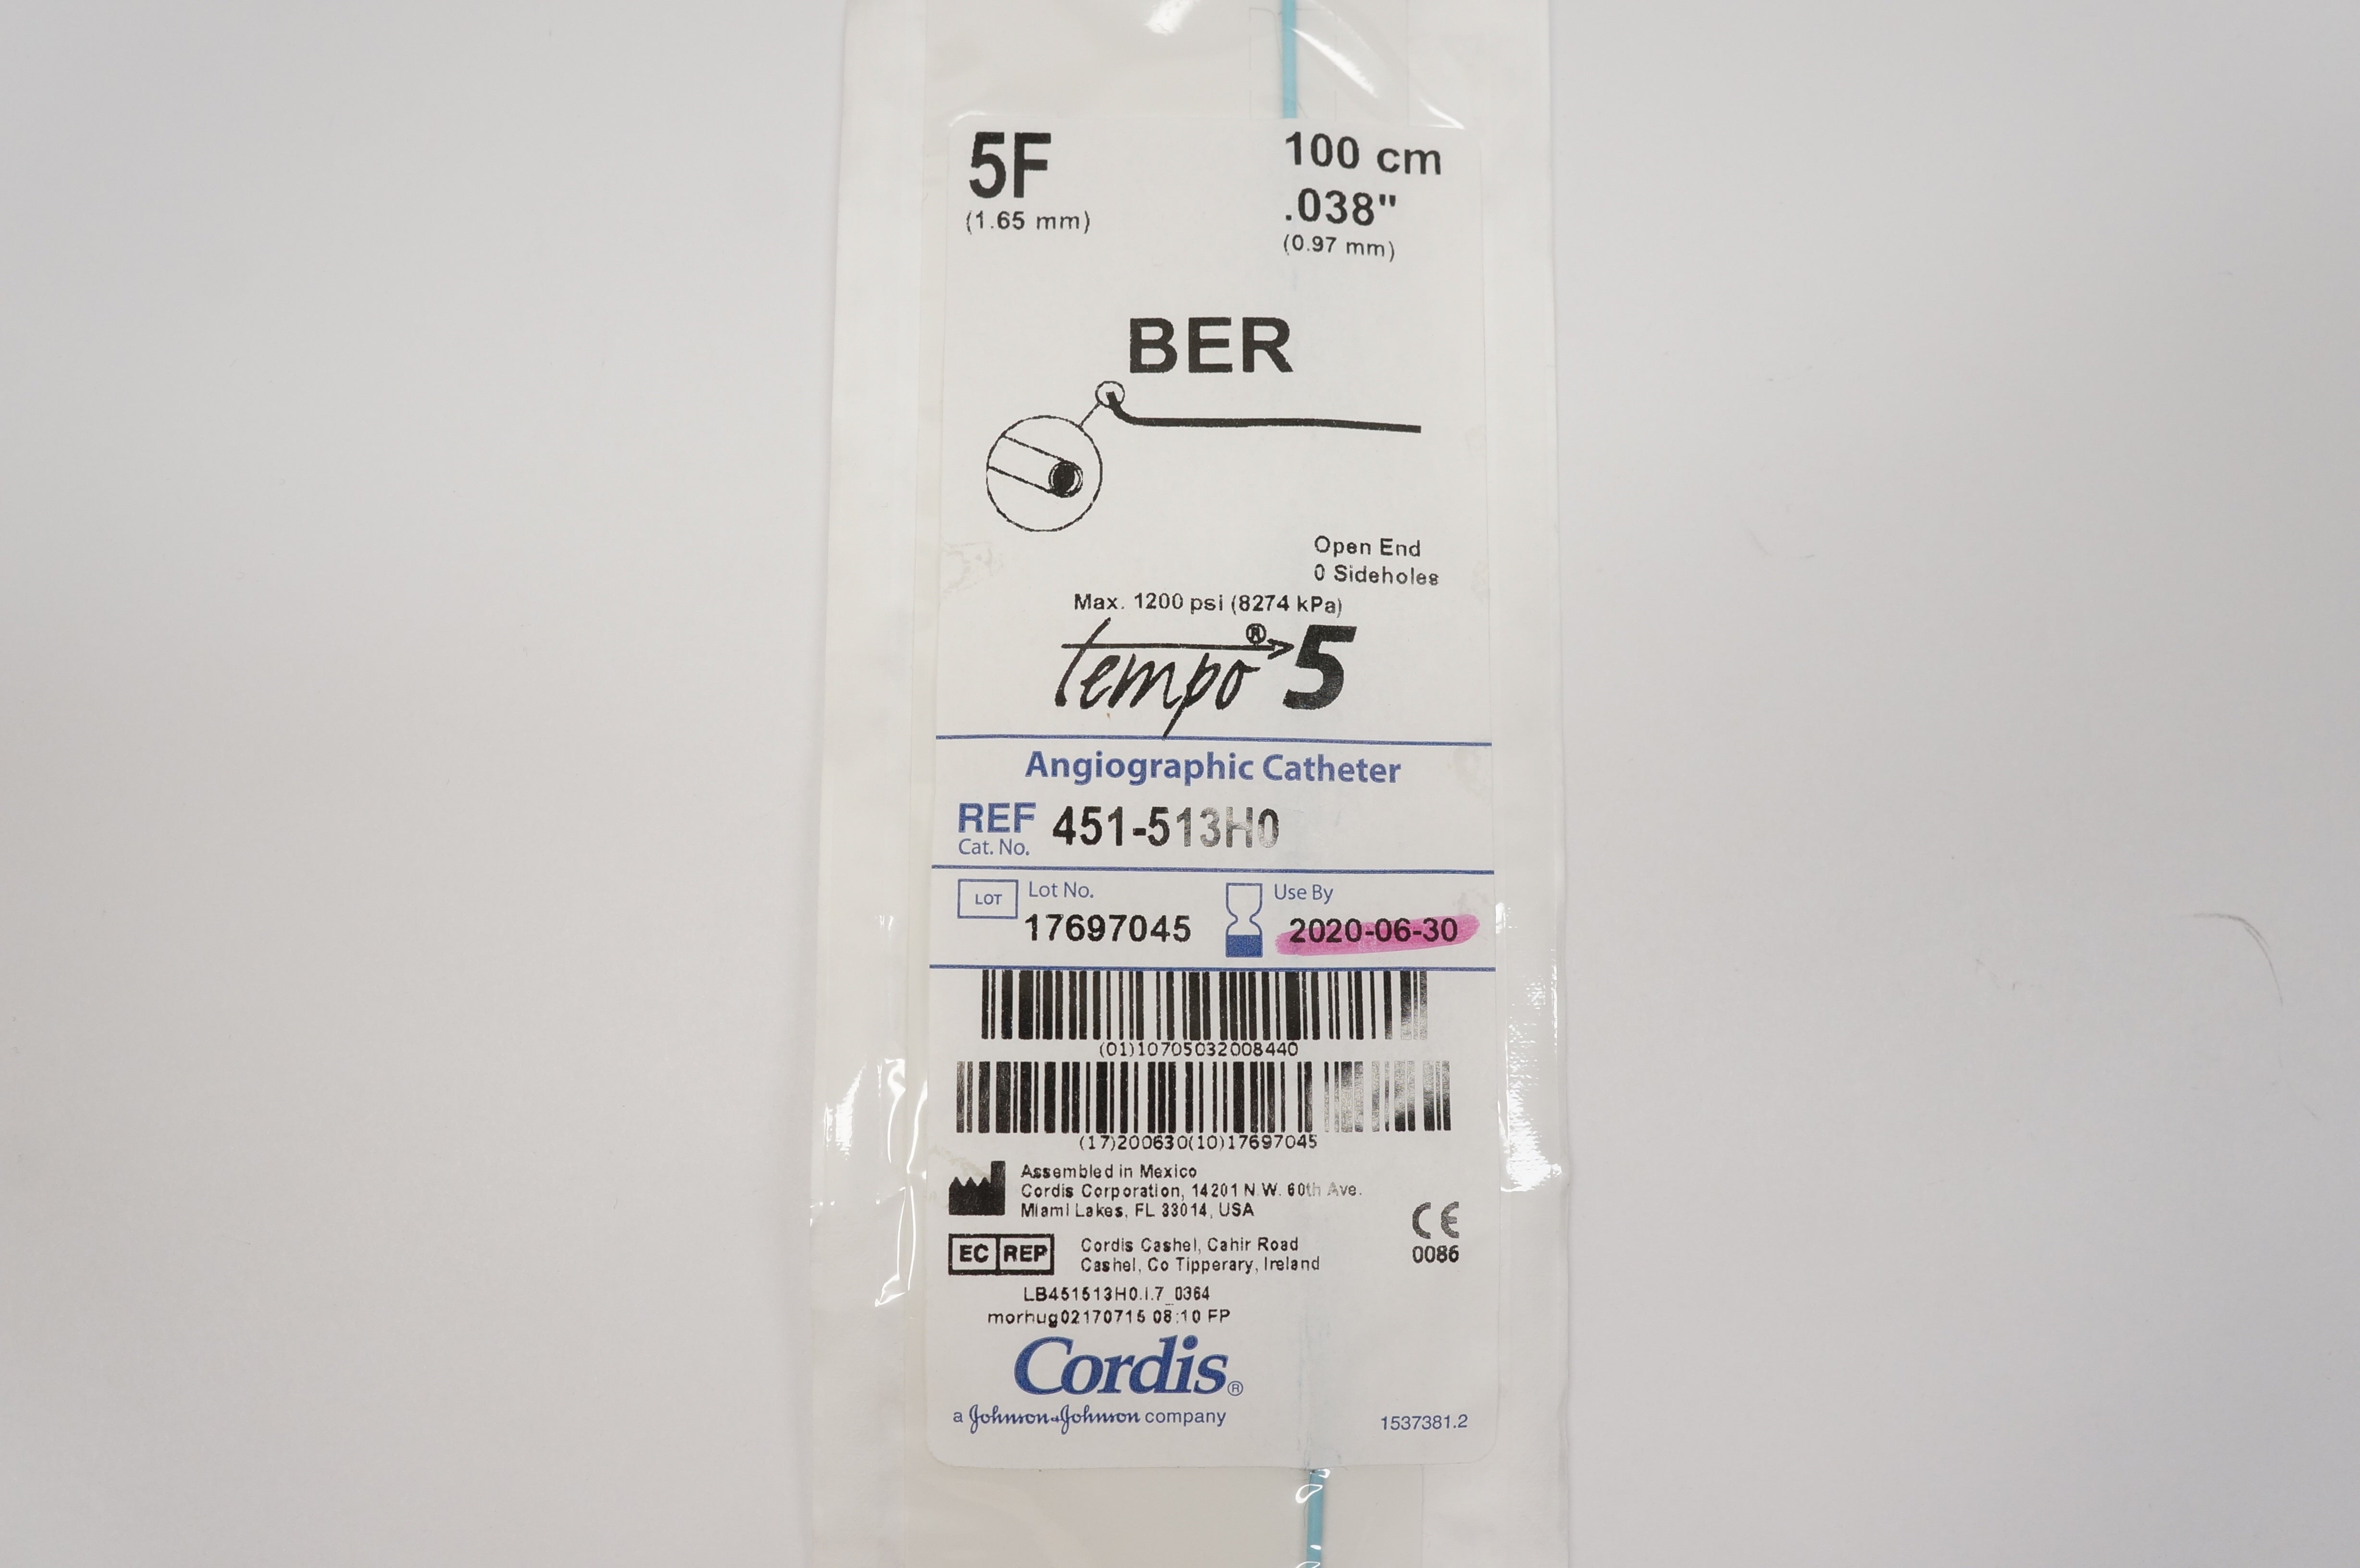 5F
(1.65 mm)
100 cm
.038"
(0.97 mm)
BER
Open End
0 Sideholes
Max. 1200 psi (8274 kPa)
tempo® 5
Angiographic Catheter
REF 451-513H0
Cat. No.
LOT Lot No.
17697045
Use By
2020-06-30
(01)10705032008440
(17)200630(10)17697045
Assembled in Mexico
Cordis Corporation, 14201 N.W. 60th Ave.
Miami Lakes, FL 33014, USA
CE
0086
EC REP
Cordis Cashel, Cahir Road
Cashel, Co Tipperary, Ireland
LB451513H0.I.7_0364
morhug02170715 08:10 FP
Cordis®
a Johnson & Johnson company
1537381.2